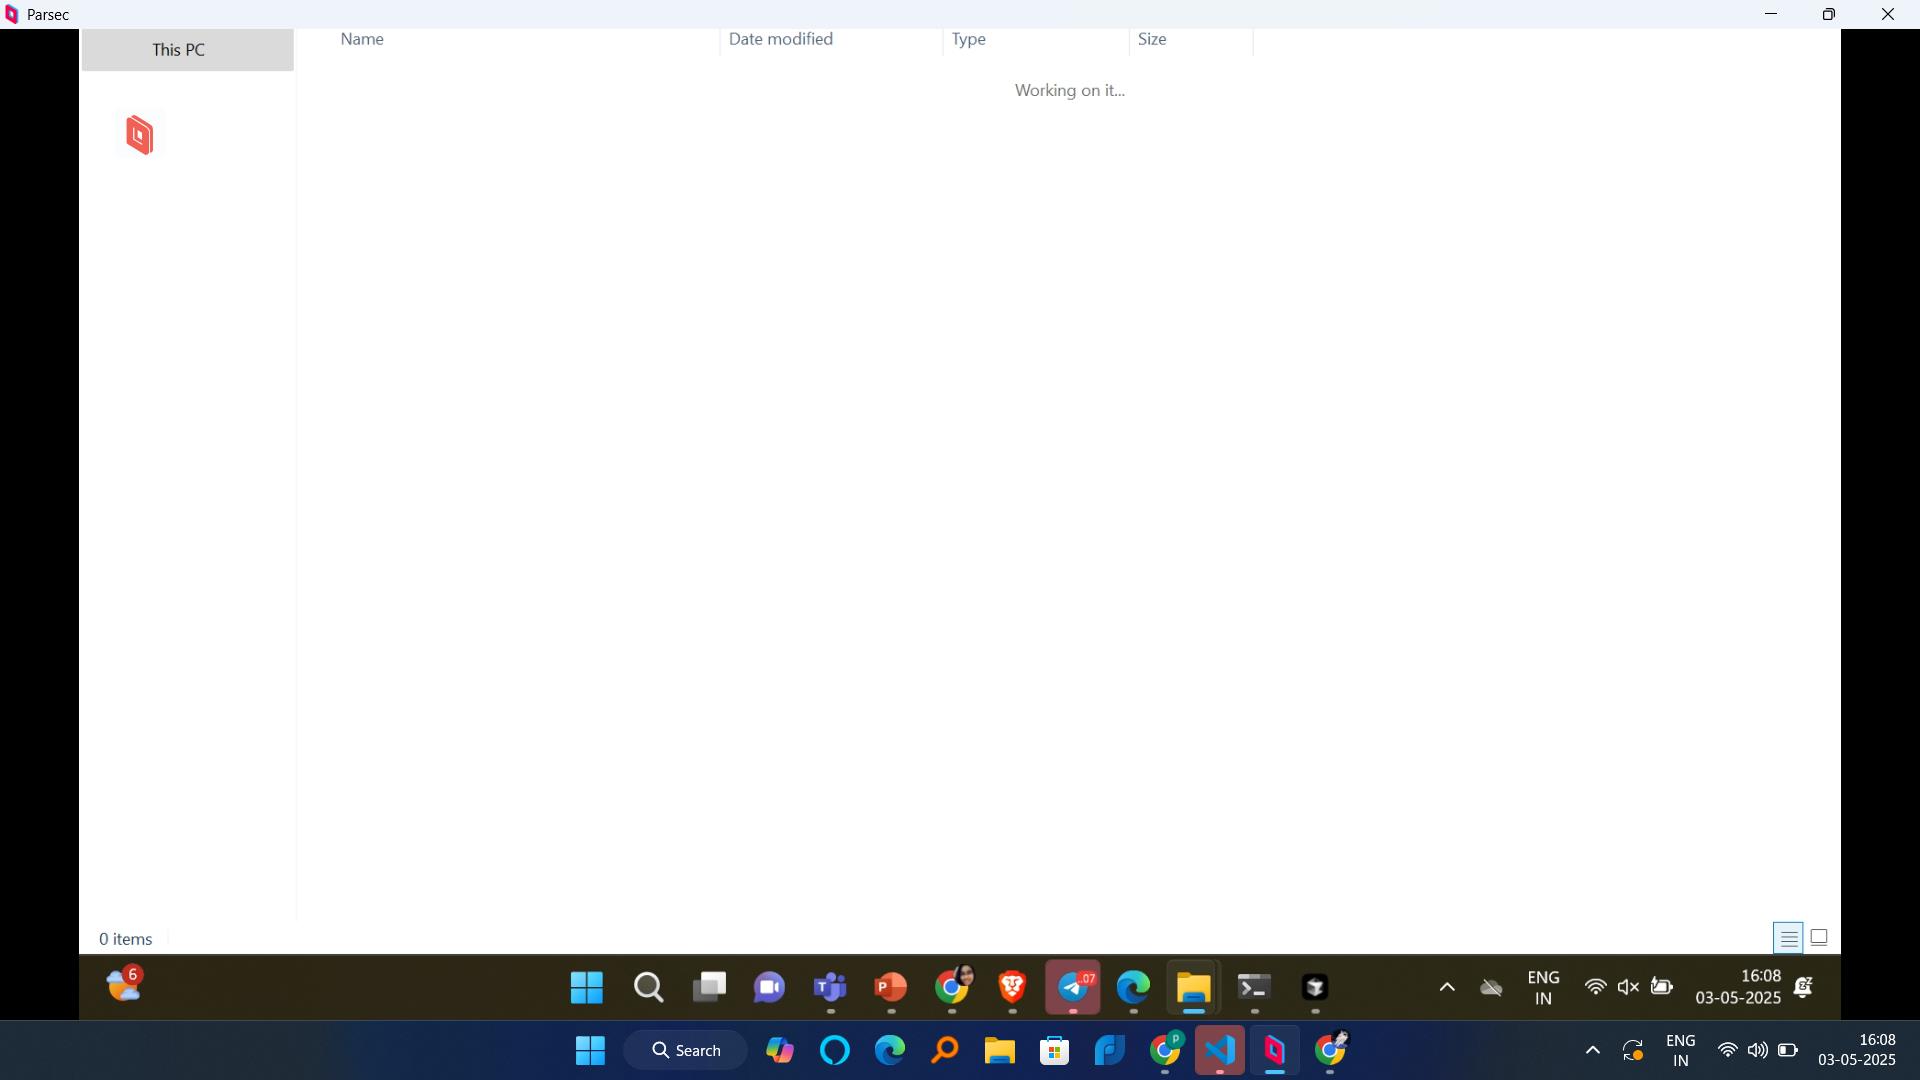 Parsec
This PC
Name Date modified Type Size
Working on it...
0 items
6
T
P
..07
ENG
IN
16:08
03-05-2025
Search
P
ENG
IN
16:08
03-05-2025